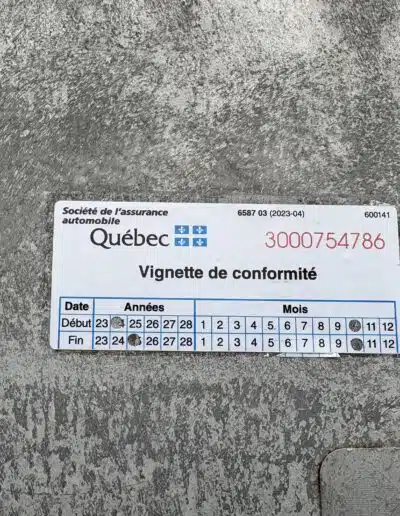 Société de l'assurance
automobile
6587 03 (2023-04)
600141
Québec
3000754786
Vignette de conformité
Date Années Mois
Début 23 25 26 27 28 1 2 3 4 5 6 7 8 9 11 12
Fin 23 24 26 27 28 1 2 3 4 5 6 7 8 9 11 12